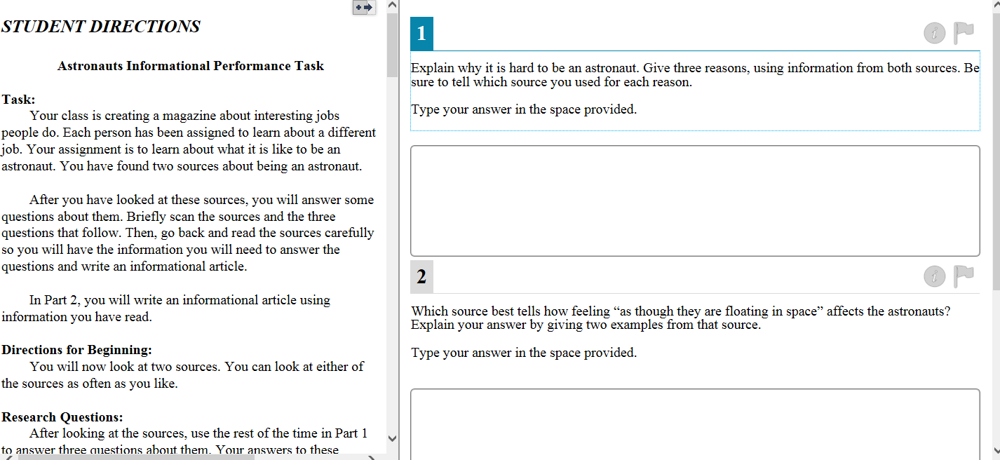 STUDENT DIRECTIONS
Astronauts Informational Performance Task
Task:
Your class is creating a magazine about interesting jobs
people do. Each person has been assigned to learn about a different
job. Your assignment is to learn about what it is like to be an
astronaut. You have found two sources about being an astronaut.
After you have looked at these sources, you will answer some
questions about them. Briefly scan the sources and the three
questions that follow. Then, go back and read the sources carefully
so you will have the information you will need to answer the
questions and write an informational article.
In Part 2, you will write an informational article using
information you have read.
Directions for Beginning:
You will now look at two sources. You can look at either of
the sources as often as you like.
Research Questions:
After looking at the sources, use the rest of the time in Part 1
to answer three questions about them. Your answers to these
1
Explain why it is hard to be an astronaut. Give three reasons, using information from both sources. Be
sure to tell which source you used for each reason.
Type your answer in the space provided.
2
Which source best tells how feeling “as though they are floating in space” affects the astronauts?
Explain your answer by giving two examples from that source.
Type your answer in the space provided.